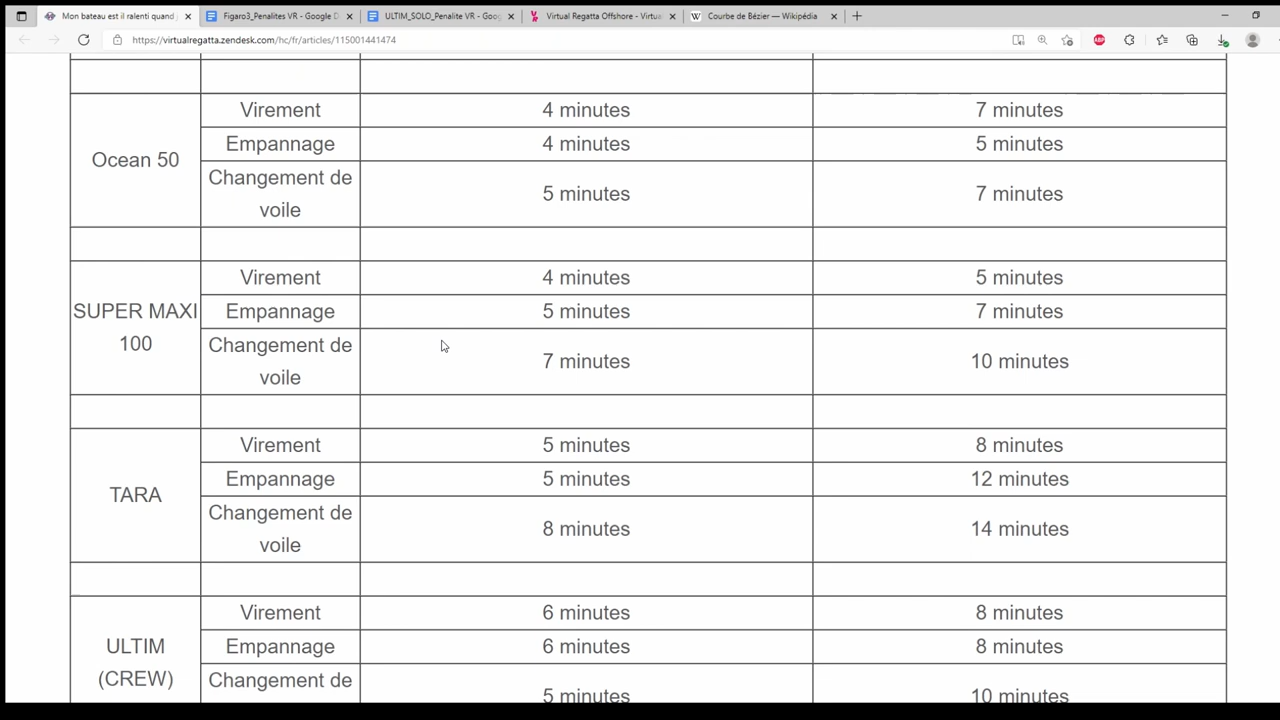 Mon bateau est il ralenti quand j
Figaro3_Penalites VR - Google D
ULTIM_SOLO_Penalite VR - Goog
Virtual Regatta Offshore - Virtua
Courbe de Bézier — Wikipédia
https://virtualregatta.zendesk.com/hc/fr/articles/115001441474
Ocean 50
Virement
4 minutes
7 minutes
Empannage
4 minutes
5 minutes
Changement de
voile
5 minutes
7 minutes
SUPER MAXI
100
Virement
4 minutes
5 minutes
Empannage
5 minutes
7 minutes
Changement de
voile
7 minutes
10 minutes
TARA
Virement
5 minutes
8 minutes
Empannage
5 minutes
12 minutes
Changement de
voile
8 minutes
14 minutes
ULTIM
(CREW)
Virement
6 minutes
8 minutes
Empannage
6 minutes
8 minutes
Changement de
5 minutes
10 minutes